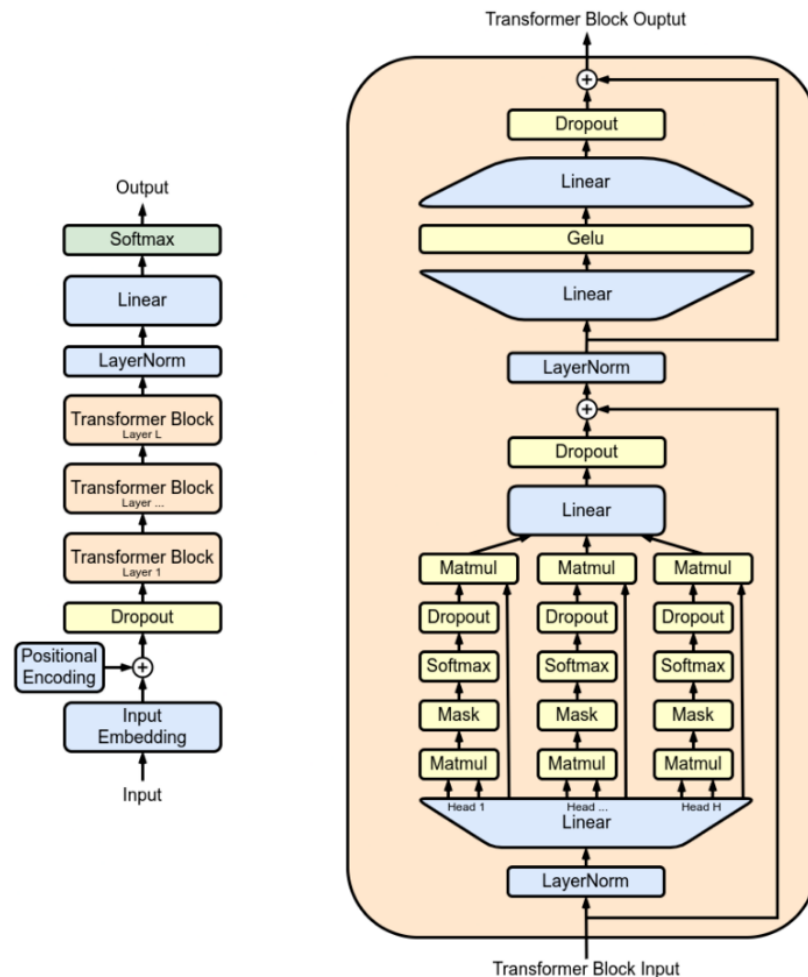 Output
Softmax
Linear
LayerNorm
Transformer Block
Layer L
Transformer Block
Layer ...
Transformer Block
Layer 1
Dropout
Positional
Encoding
+
Input
Embedding
Input
Transformer Block Ouptut
+
Dropout
Linear
Gelu
Linear
LayerNorm
+
Dropout
Linear
Matmul Matmul Matmul
Dropout Dropout Dropout
Softmax Softmax Softmax
Mask Mask Mask
Matmul Matmul Matmul
Head 1 Head ... Head H
Linear
LayerNorm
Transformer Block Input